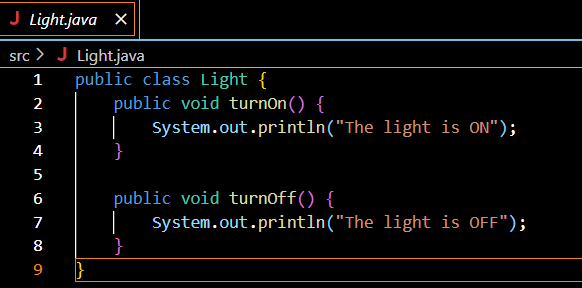 Light.java
src > Light.java
1 public class Light {
2     public void turnOn() {
3         System.out.println("The light is ON");
4     }
5
6     public void turnOff() {
7         System.out.println("The light is OFF");
8     }
9 }